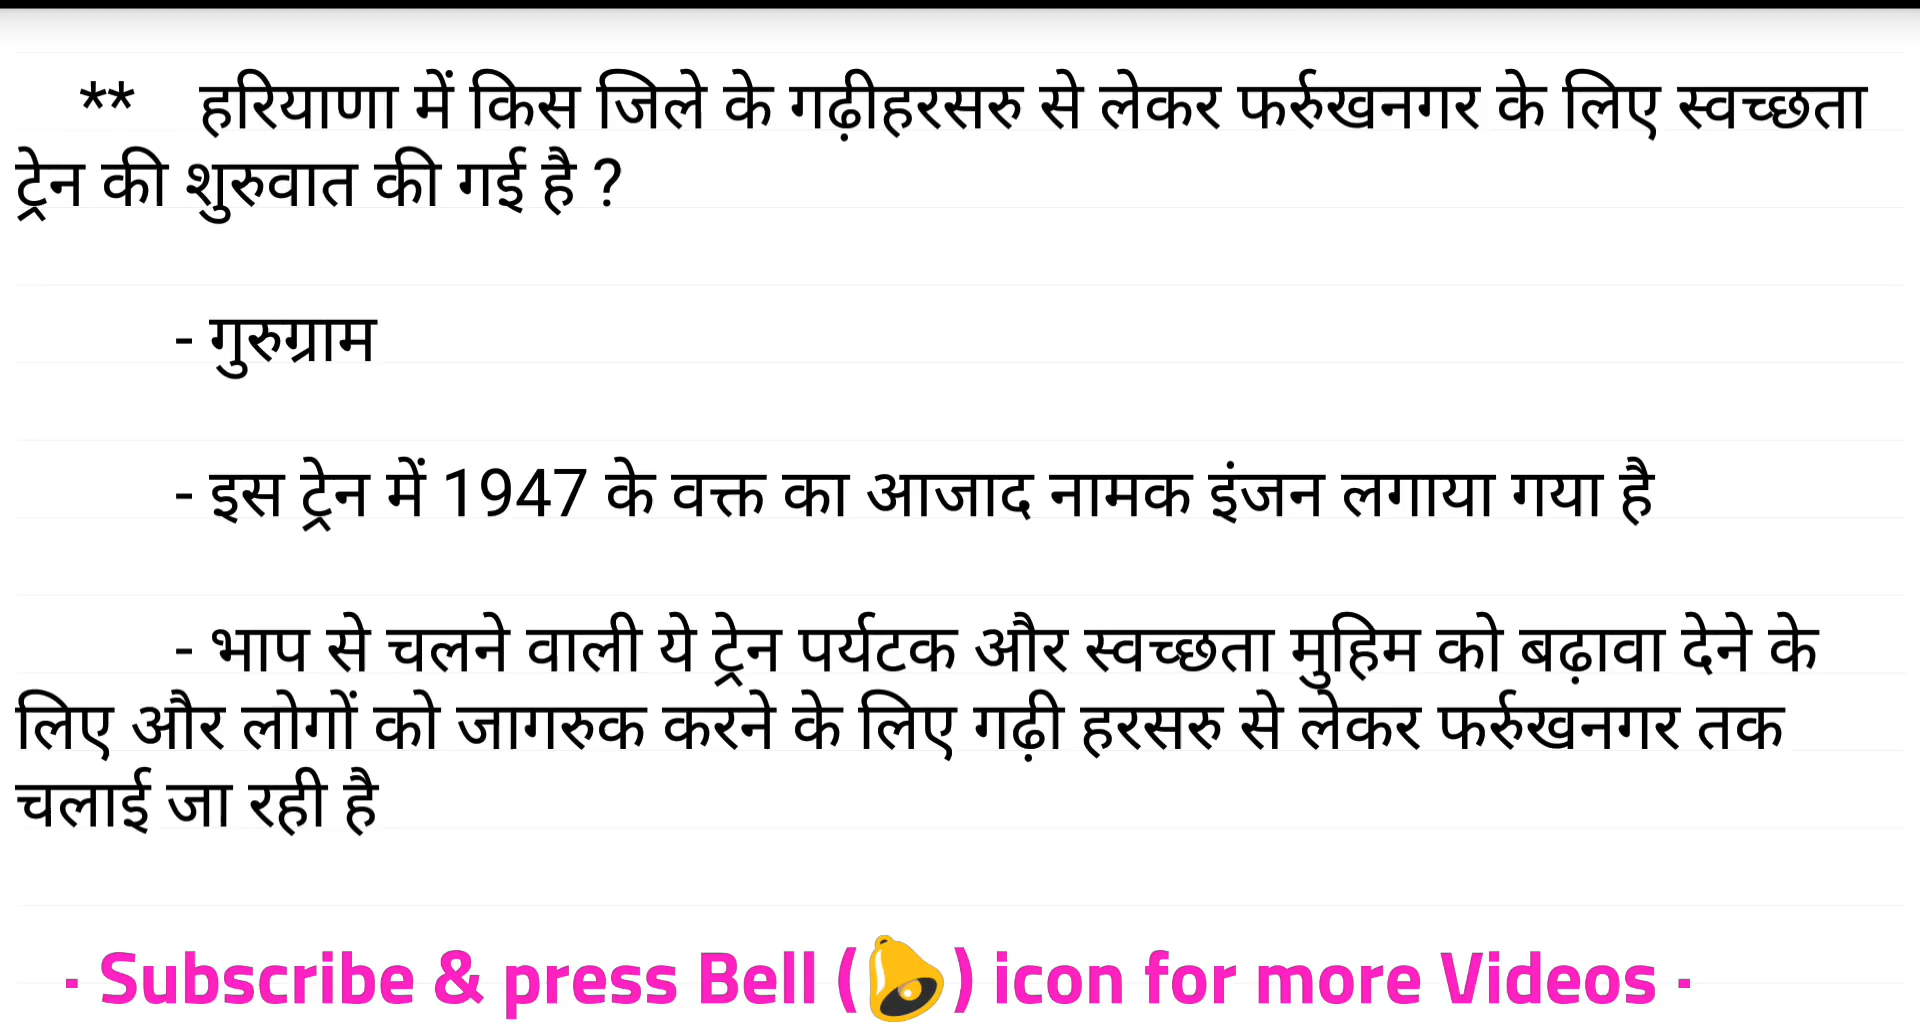 ** हरियाणा में किस जिले के गढ़ीहरसरु से लेकर फर्रुखनगर के लिए स्वच्छता
ट्रेन की शुरुवात की गई है ?
- गुरुग्राम
- इस ट्रेन में 1947 के वक्त का आजाद नामक इंजन लगाया गया है
- भाप से चलने वाली ये ट्रेन पर्यटक और स्वच्छता मुहिम को बढ़ावा देने के
लिए और लोगों को जागरुक करने के लिए गढ़ी हरसरु से लेकर फर्रुखनगर तक
चलाई जा रही है
- Subscribe & press Bell (🔔) icon for more Videos -